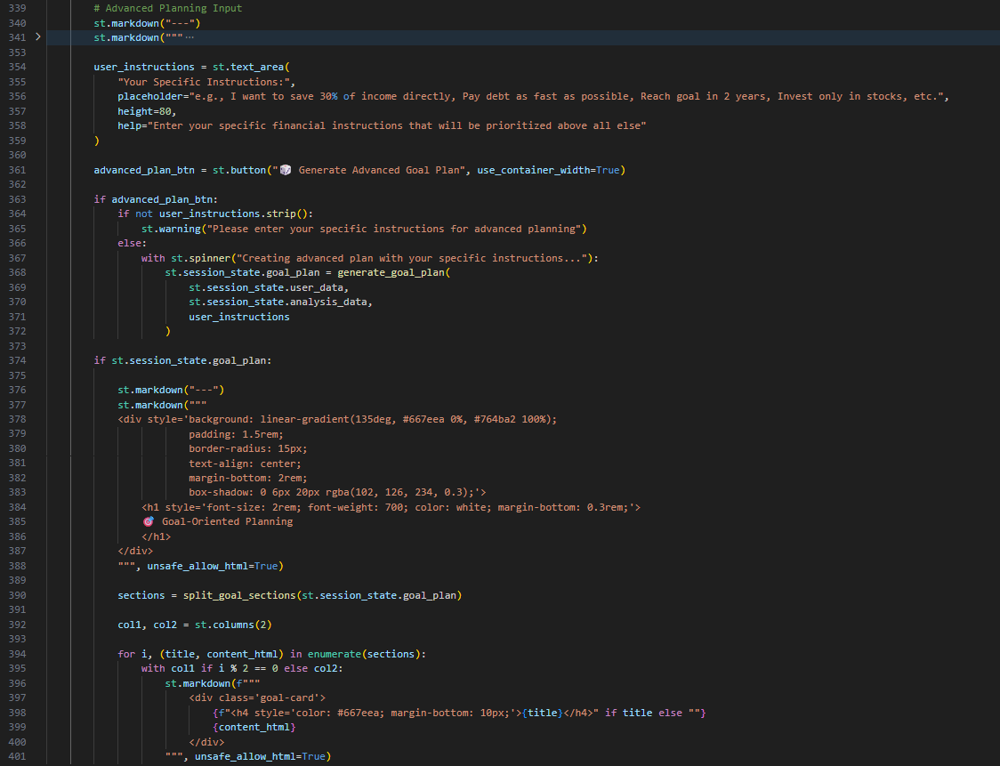 339 # Advanced Planning Input
340 st.markdown("---")
341 st.markdown("""…
353
354 user_instructions = st.text_area(
355     "Your Specific Instructions:",
356     placeholder="e.g., I want to save 30% of income directly, Pay debt as fast as possible, Reach goal in 2 years, Invest only in stocks, etc.",
357     height=80,
358     help="Enter your specific financial instructions that will be prioritized above all else"
359 )
360
361 advanced_plan_btn = st.button("🎲 Generate Advanced Goal Plan", use_container_width=True)
362
363 if advanced_plan_btn:
364     if not user_instructions.strip():
365         st.warning("Please enter your specific instructions for advanced planning")
366     else:
367         with st.spinner("Creating advanced plan with your specific instructions..."):
368             st.session_state.goal_plan = generate_goal_plan(
369                 st.session_state.user_data,
370                 st.session_state.analysis_data,
371                 user_instructions
372             )
373
374 if st.session_state.goal_plan:
375
376     st.markdown("---")
377     st.markdown("""
378     <div style='background: linear-gradient(135deg, #667eea 0%, #764ba2 100%);
379                 padding: 1.5rem;
380                 border-radius: 15px;
381                 text-align: center;
382                 margin-bottom: 2rem;
383                 box-shadow: 0 6px 20px rgba(102, 126, 234, 0.3);'>
384         <h1 style='font-size: 2rem; font-weight: 700; color: white; margin-bottom: 0.3rem;'>
385         🎯 Goal-Oriented Planning
386         </h1>
387     </div>
388     """, unsafe_allow_html=True)
389
390     sections = split_goal_sections(st.session_state.goal_plan)
391
392     col1, col2 = st.columns(2)
393
394     for i, (title, content_html) in enumerate(sections):
395         with col1 if i % 2 == 0 else col2:
396             st.markdown(f"""
397                 <div class='goal-card'>
398                     {f"<h4 style='color: #667eea; margin-bottom: 10px;'>{title}</h4>" if title else ""}
399                     {content_html}
400                 </div>
401             """, unsafe_allow_html=True)